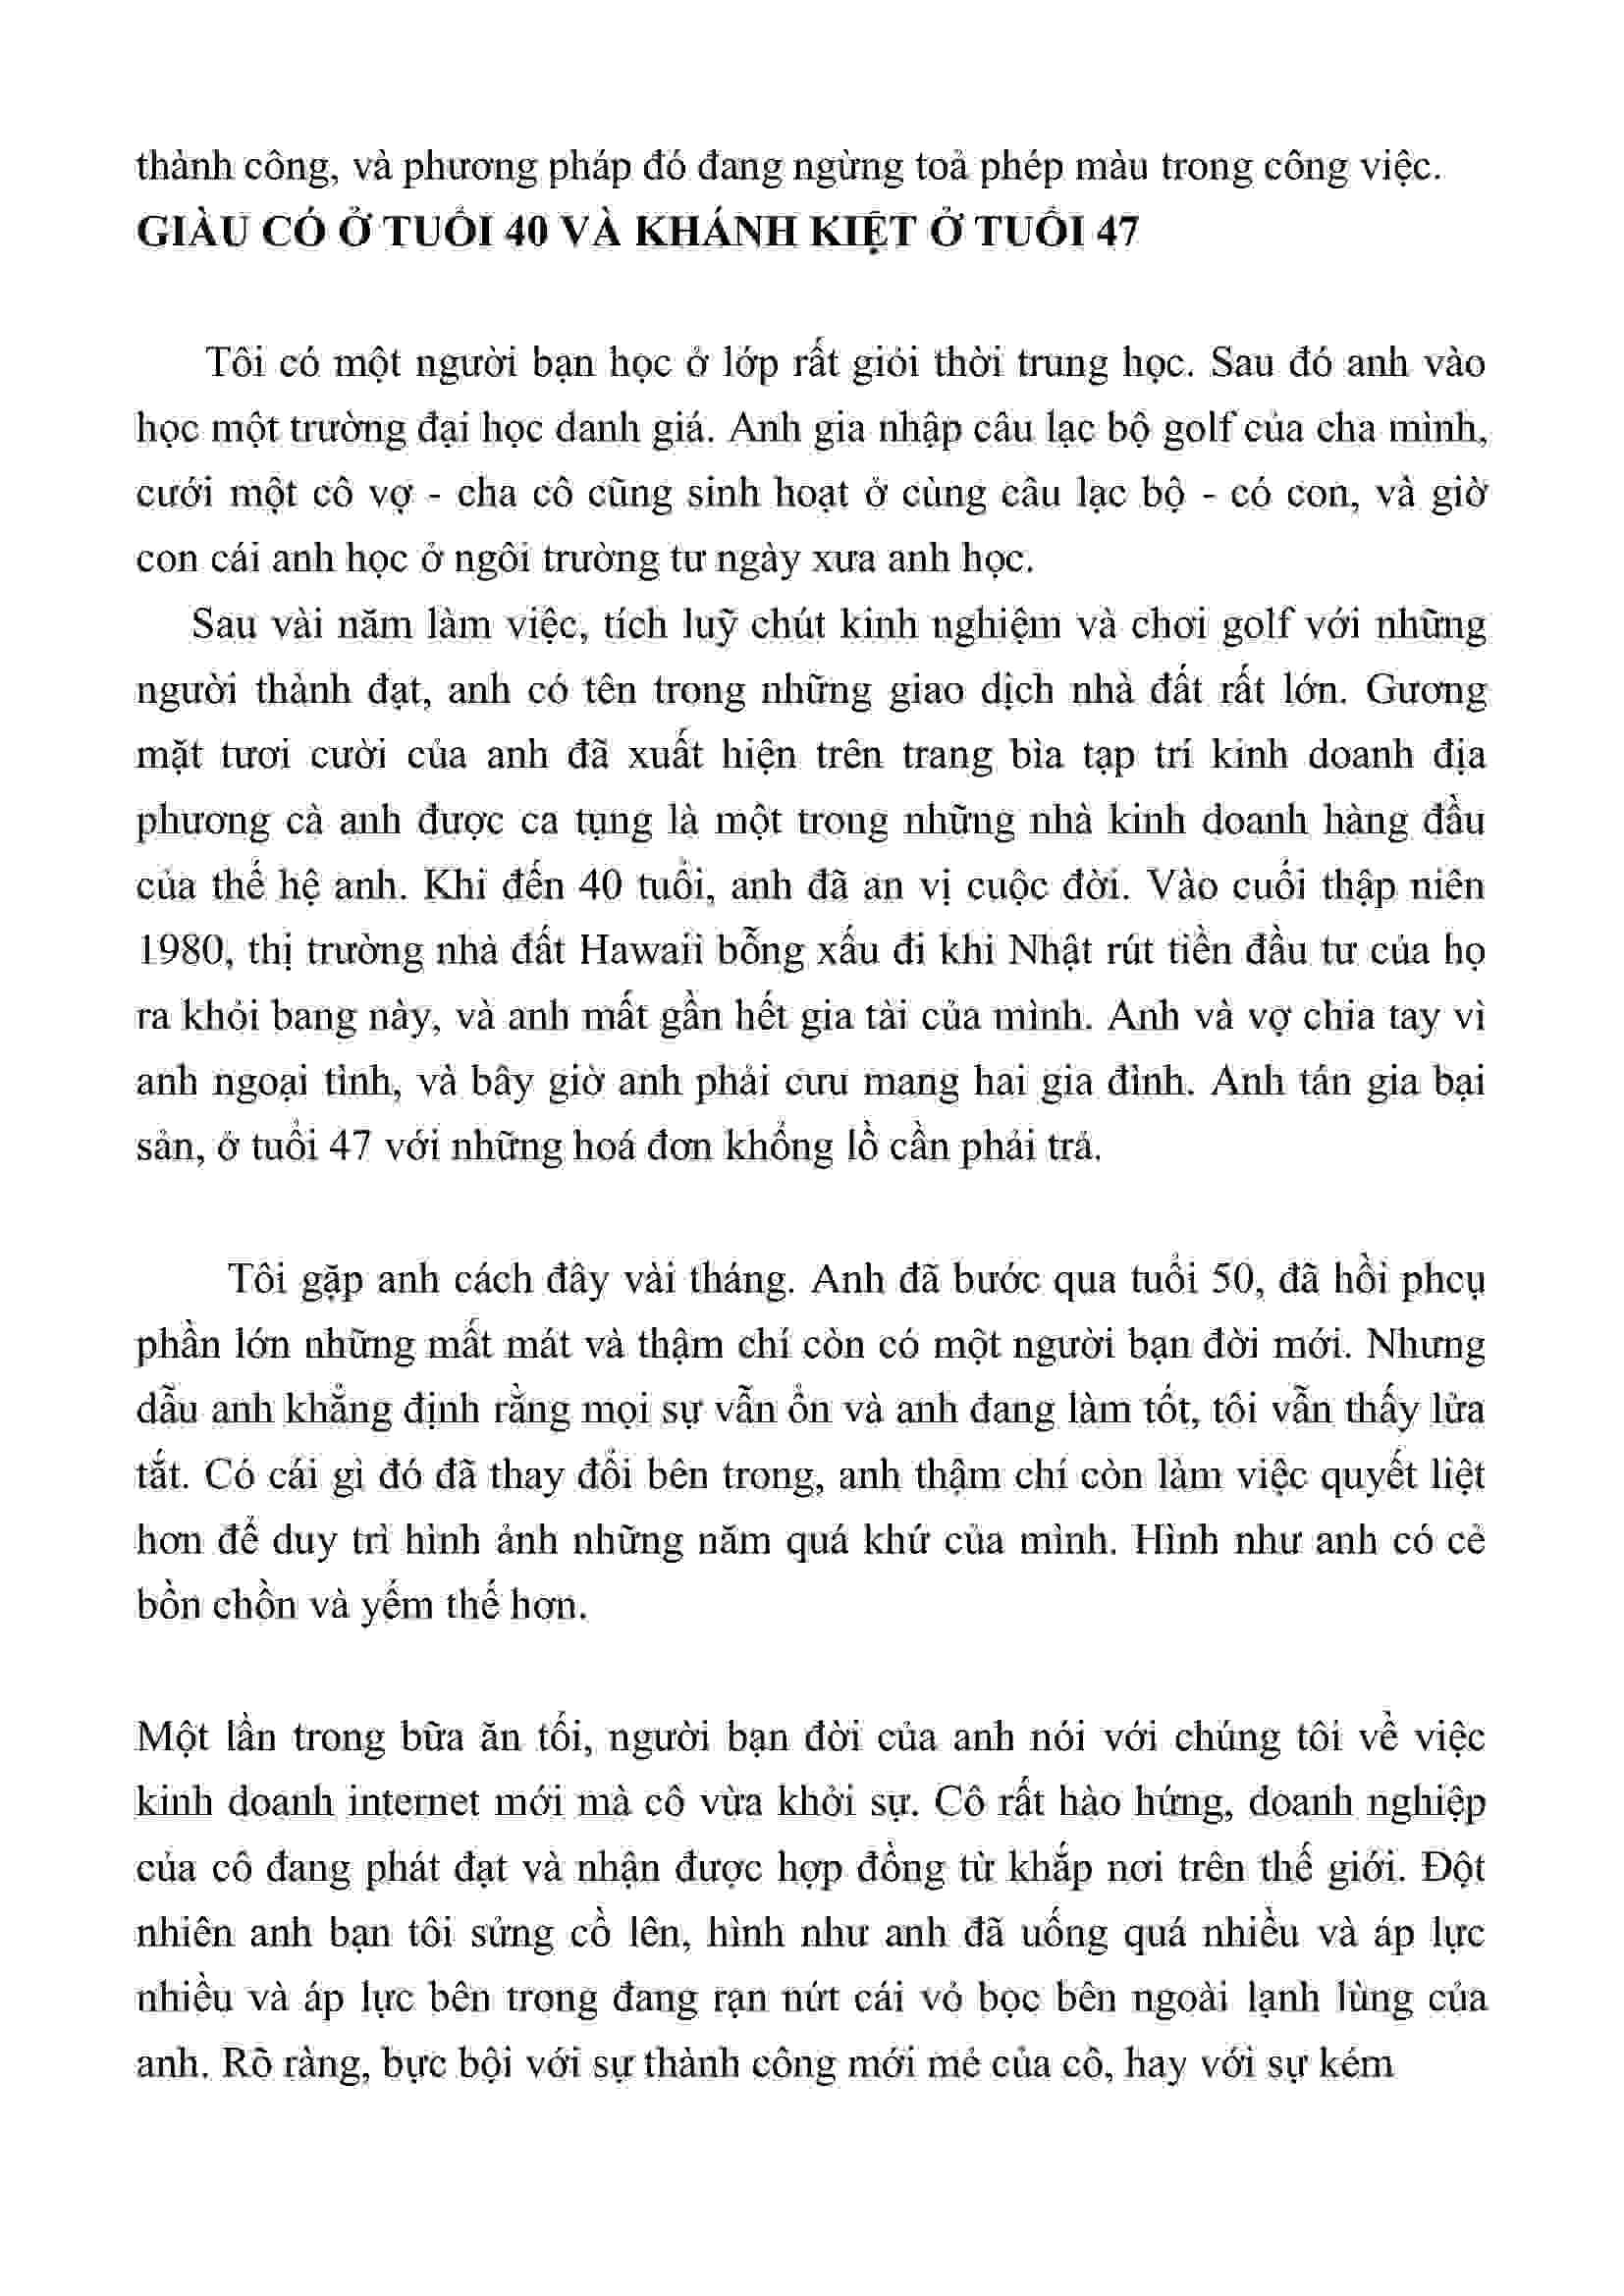 thành công, và phương pháp đó đang ngừng toả phép màu trong công việc.
GIÀU CÓ Ở TUỔI 40 VÀ KHÁNH KIỆT Ở TUỔI 47
Tôi có một người bạn học ở lớp rất giỏi thời trung học. Sau đó anh vào
học một trường đại học danh giá. Anh gia nhập câu lạc bộ golf của cha mình,
cưới một cô vợ - cha cô cũng sinh hoạt ở cùng câu lạc bộ - có con, và giờ
con cái anh học ở ngôi trường tư ngày xưa anh học.
Sau vài năm làm việc, tích luỹ chút kinh nghiệm và chơi golf với những
người thành đạt, anh có tên trong những giao dịch nhà đất rất lớn. Gương
mặt tươi cười của anh đã xuất hiện trên trang bìa tạp trí kinh doanh địa
phương cà anh được ca tụng là một trong những nhà kinh doanh hàng đầu
của thế hệ anh. Khi đến 40 tuổi, anh đã an vị cuộc đời. Vào cuối thập niên
1980, thị trường nhà đất Hawaii bỗng xấu đi khi Nhật rút tiền đầu tư của họ
ra khỏi bang này, và anh mất gần hết gia tài của mình. Anh và vợ chia tay vì
anh ngoại tình, và bây giờ anh phải cưu mang hai gia đình. Anh tán gia bại
sản, ở tuổi 47 với những hoá đơn khổng lồ cần phải trả.
Tôi gặp anh cách đây vài tháng. Anh đã bước qua tuổi 50, đã hồi phcụ
phần lớn những mất mát và thậm chí còn có một người bạn đời mới. Nhưng
dẫu anh khẳng định rằng mọi sự vẫn ổn và anh đang làm tốt, tôi vẫn thấy lửa
tắt. Có cái gì đó đã thay đổi bên trong, anh thậm chí còn làm việc quyết liệt
hơn để duy trì hình ảnh những năm quá khứ của mình. Hình như anh có cẻ
bồn chồn và yếm thế hơn.
Một lần trong bữa ăn tối, người bạn đời của anh nói với chúng tôi về việc
kinh doanh internet mới mà cô vừa khởi sự. Cô rất hào hứng, doanh nghiệp
của cô đang phát đạt và nhận được hợp đồng từ khắp nơi trên thế giới. Đột
nhiên anh bạn tôi sửng cồ lên, hình như anh đã uống quá nhiều và áp lực
nhiều và áp lực bên trong đang rạn nứt cái vỏ bọc bên ngoài lạnh lùng của
anh. Rõ ràng, bực bội với sự thành công mới mẻ của cô, hay với sự kém